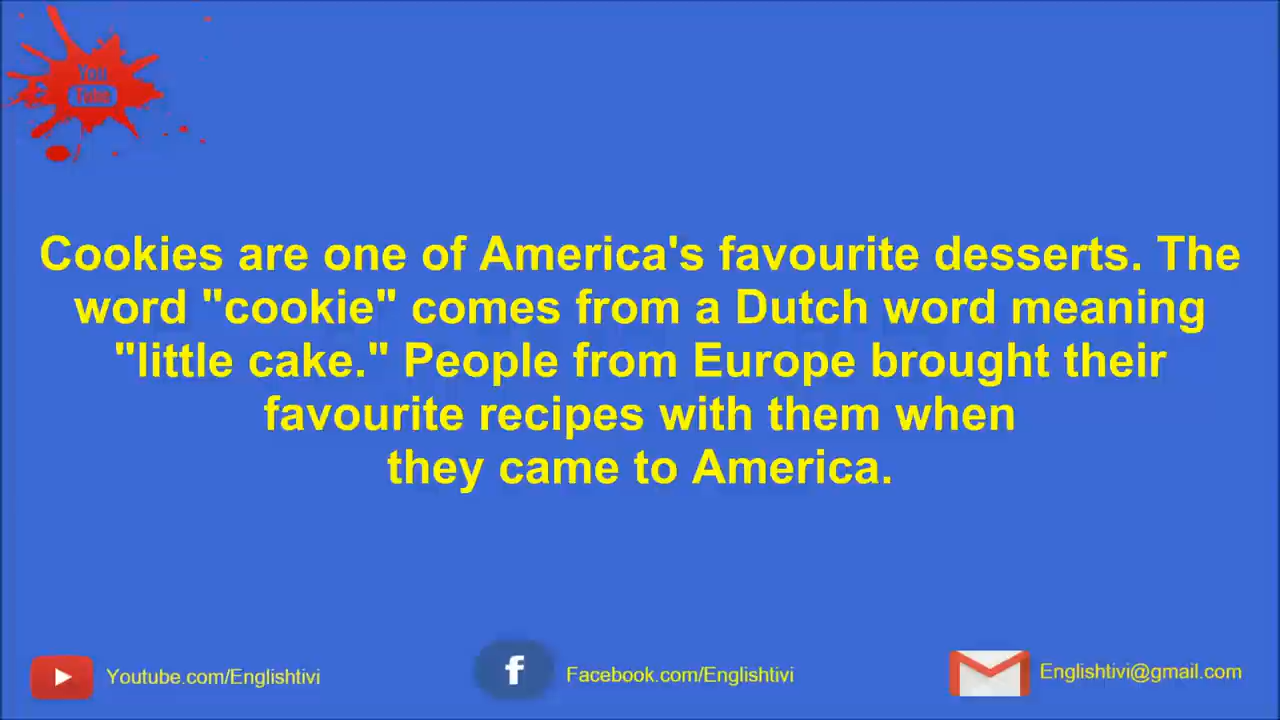 You
Tube
Cookies are one of America's favourite desserts. The
word "cookie" comes from a Dutch word meaning
"little cake." People from Europe brought their
favourite recipes with them when
they came to America.
Youtube.com/Englishtivi
f
Facebook.com/Englishtivi
Englishtivi@gmail.com